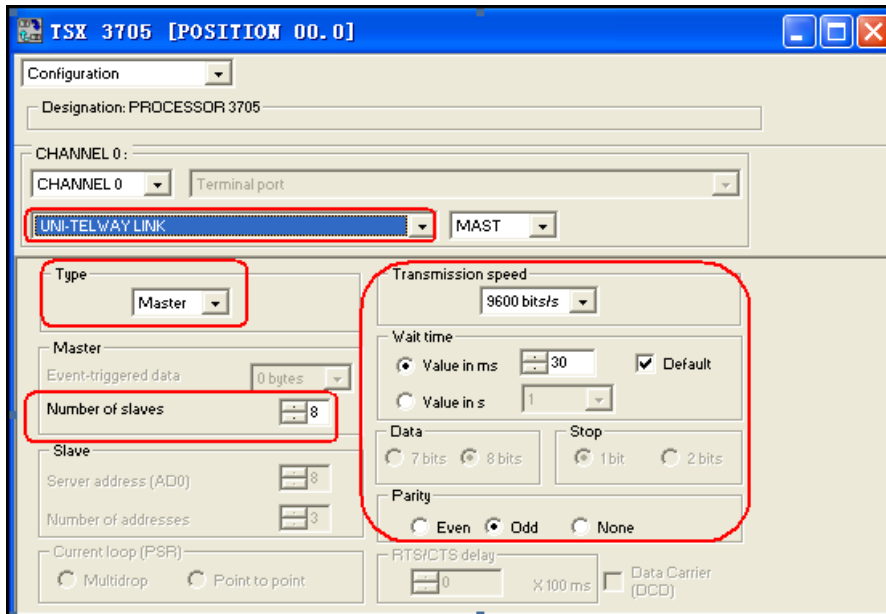 TSX 3705 [POSITION 00.0]
Configuration
Designation: PROCESSOR 3705
CHANNEL 0 :
CHANNEL 0 Terminal port
UNI-TELWAY LINK MAST
Type
Master
Transmission speed
9600 bits/s
Master
Event-triggered data 0 bytes
Number of slaves 8
Wait time
Value in ms 30 Default
Value in s 1
Slave
Server address (AD0) 8
Number of addresses 3
Data
7 bits 8 bits
Stop
1 bit 2 bits
Parity
Even Odd None
Current loop (PSR)
Multidrop Point to point
RTS/CTS delay
0 X 100 ms
Data Carrier
(DCD)